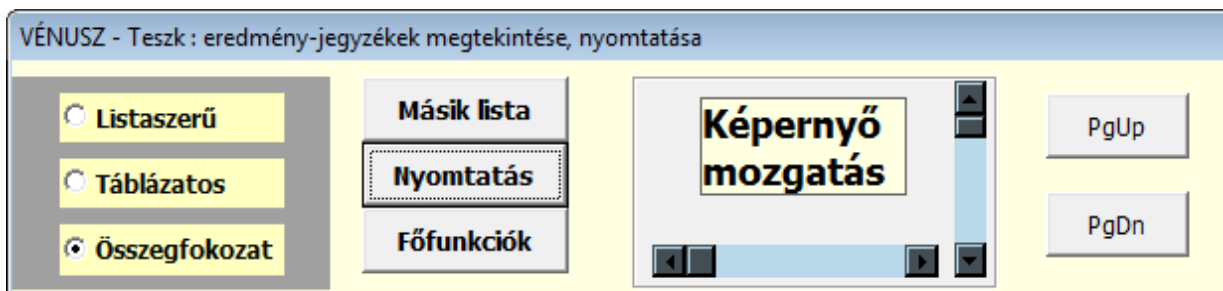 VÉNUSZ - Teszk : eredmény-jegyzékek megtekintése, nyomtatása
Listaszerű
Táblázatos
Összegfokozat
Másik lista
Nyomtatás
Főfunkciók
Képernyő
mozgatás
PgUp
PgDn